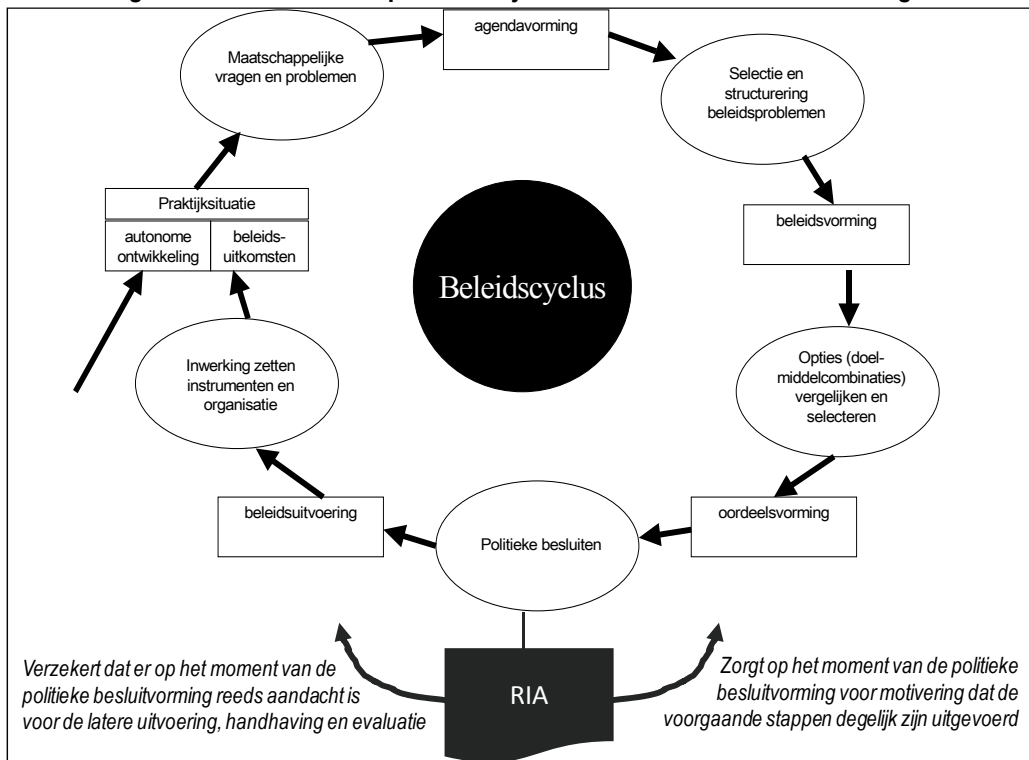 agendavorming
Maatschappelijke
vragen en problemen
Selectie en
structurering
beleidsproblemen
Praktijksituatie
autonome
ontwikkeling
beleids-
uitkomsten
beleidsvorming
Beleidscyclus
Inwerking zetten
instrumenten en
organisatie
Opties (doel-
middelcombinaties)
vergelijken en
selecteren
beleidsuitvoering
Politieke besluiten
oordeelsvorming
Verzekert dat er op het moment van de
politieke besluitvorming reeds aandacht is
voor de latere uitvoering, handhaving en evaluatie
RIA
Zorgt op het moment van de politieke
besluitvorming voor motivering dat de
voorgaande stappen degelijk zijn uitgevoerd